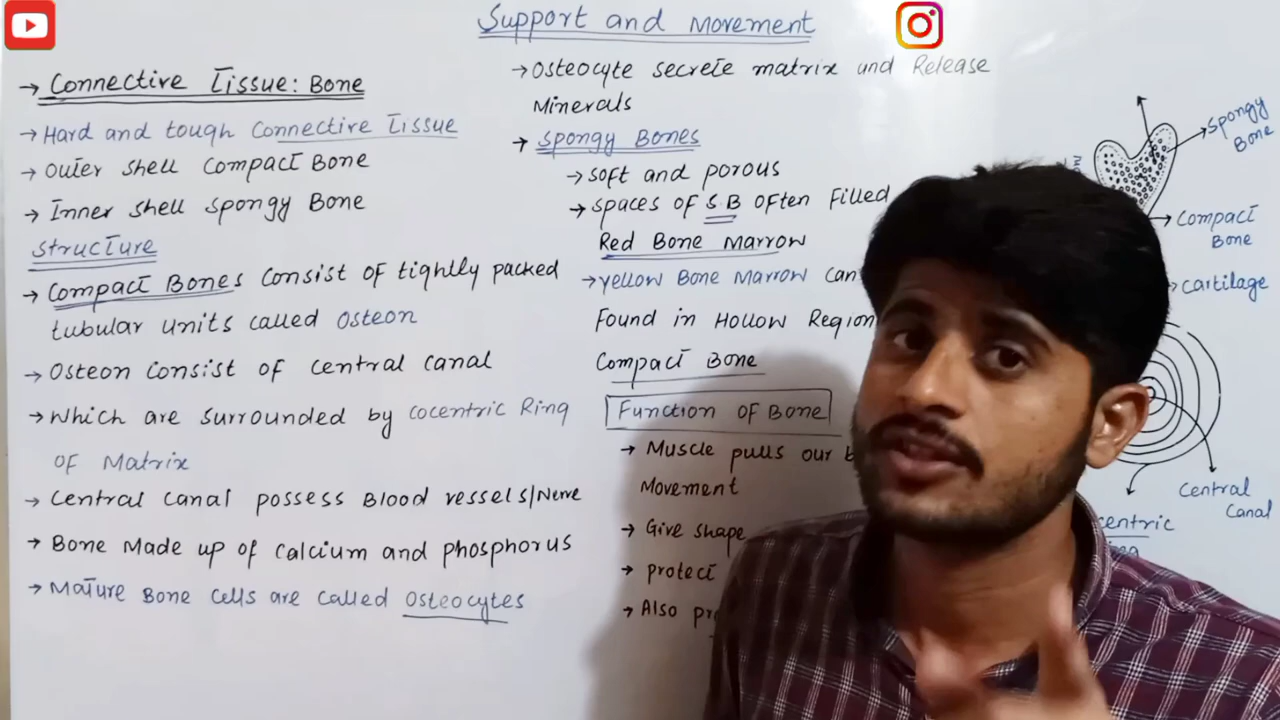 Support and Movement
→ Connective Tissue: Bone
→ Hard and tough Connective Tissue
→ Outer shell Compact Bone
→ Inner shell Spongy Bone
Structure
→ Compact Bones Consist of tightly packed
tubular units called Osteon
→ Osteon Consist of central canal
→ which are surrounded by cocentric Ring
of Matrix
→ Central Canal possess Blood vessels/Nerve
→ Bone Made up of Calcium and phosphorus
→ Mature Bone Cells are called Osteocytes
→ Osteocyte secrete matrix and Release
Minerals
→ Spongy Bones
→ soft and porous
→ spaces of S.B often Filled
Red Bone Marrow
→ yellow Bone Marrow Can
Found in Hollow Region
Compact Bone
Function of Bone
→ Muscle pulls our
Movement
→ Give shape
→ protect
→ Also
Spongy
Bone
Compact
Bone
Cartilage
Central
Canal